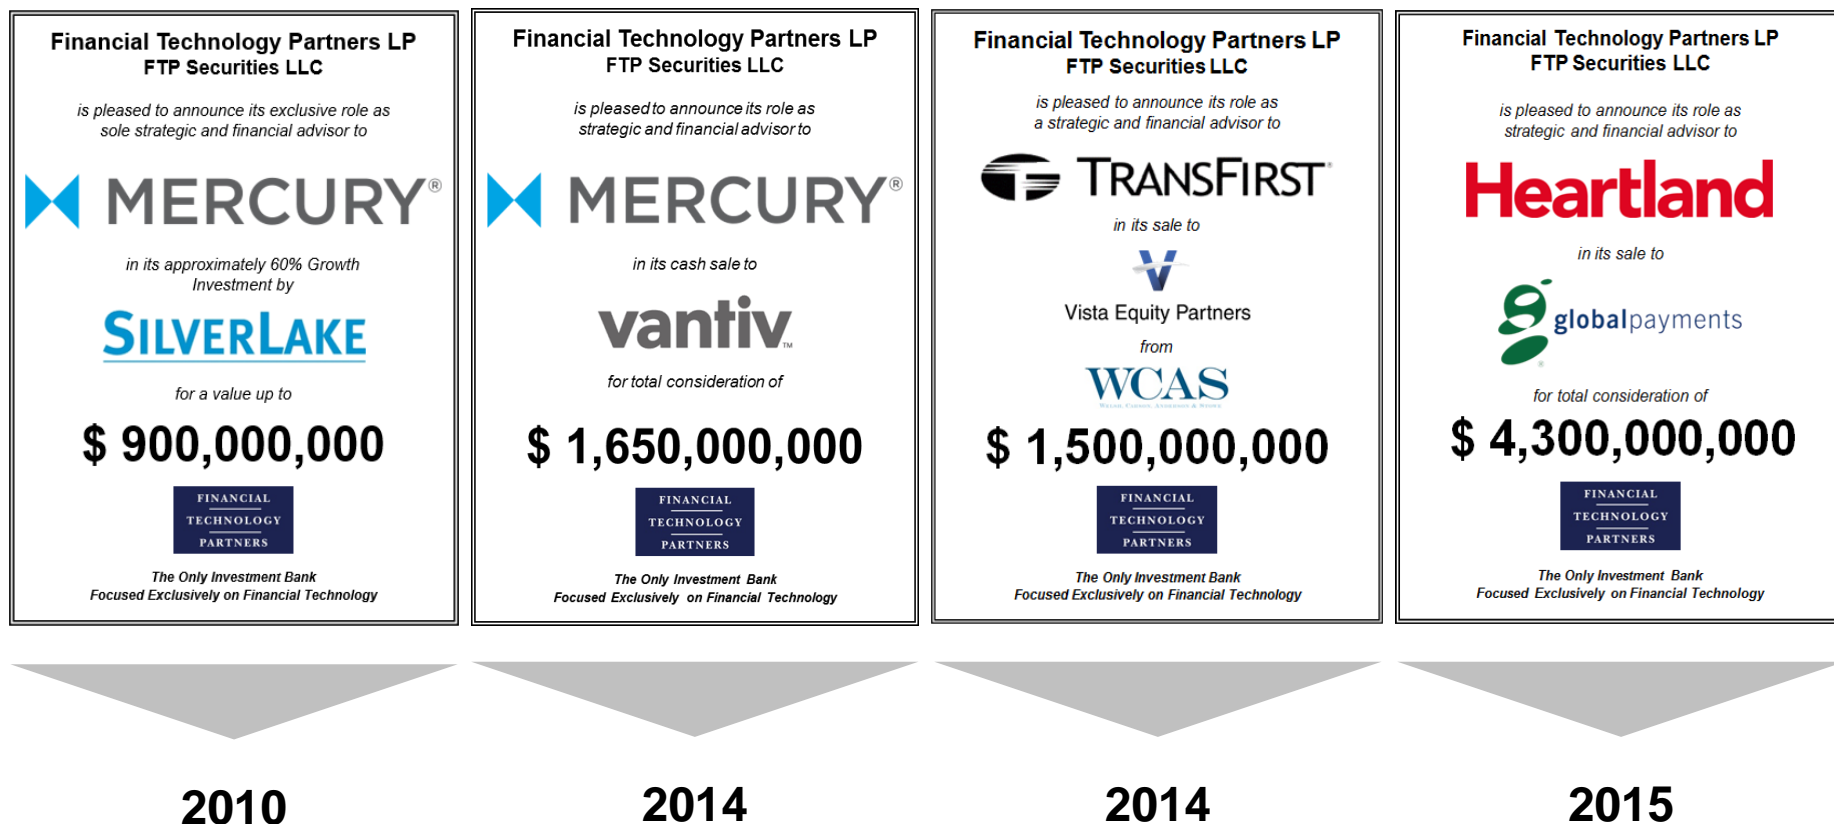 Financial Technology Partners LP
FTP Securities LLC
is pleased to announce its exclusive role as
sole strategic and financial advisor to
MERCURY®
in its approximately 60% Growth
Investment by
SILVERLAKE
for a value up to
$ 900,000,000
FINANCIAL
TECHNOLOGY
PARTNERS
The Only Investment Bank
Focused Exclusively on Financial Technology
2010
Financial Technology Partners LP
FTP Securities LLC
is pleased to announce its role as
strategic and financial advisor to
MERCURY®
in its cash sale to
vantiv™
for total consideration of
$ 1,650,000,000
FINANCIAL
TECHNOLOGY
PARTNERS
The Only Investment Bank
Focused Exclusively on Financial Technology
2014
Financial Technology Partners LP
FTP Securities LLC
is pleased to announce its role as
a strategic and financial advisor to
TRANSFIRST®
in its sale to
V
Vista Equity Partners
from
WCAS
WELSH, CARSON, ANDERSON & STOWE
$ 1,500,000,000
FINANCIAL
TECHNOLOGY
PARTNERS
The Only Investment Bank
Focused Exclusively on Financial Technology
2014
Financial Technology Partners LP
FTP Securities LLC
is pleased to announce its role as
strategic and financial advisor to
Heartland
in its sale to
globalpayments
®
for total consideration of
$ 4,300,000,000
FINANCIAL
TECHNOLOGY
PARTNERS
The Only Investment Bank
Focused Exclusively on Financial Technology
2015